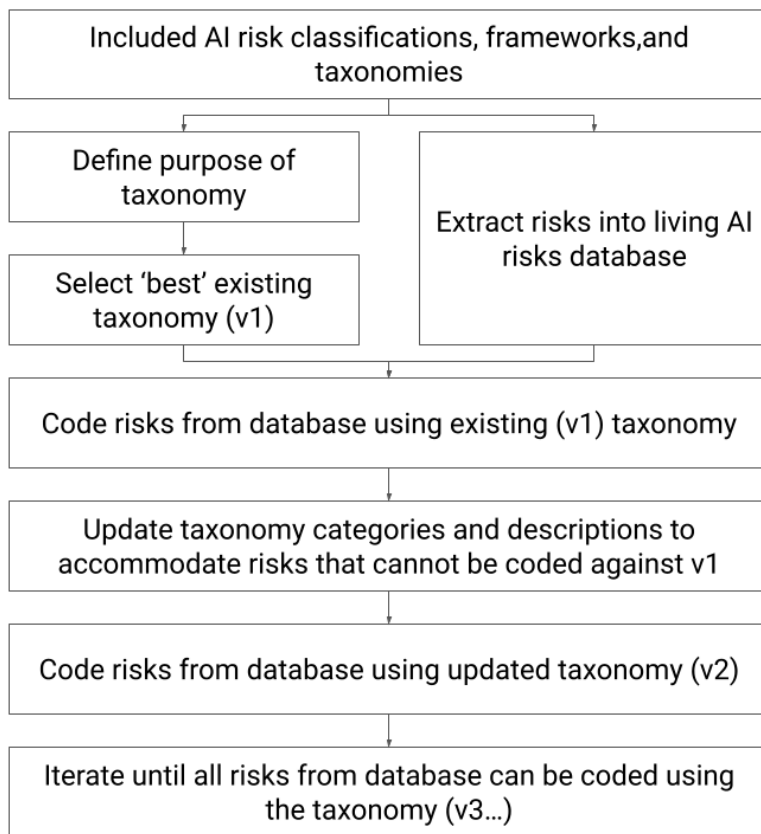 Included AI risk classifications, frameworks,and
taxonomies
Define purpose of
taxonomy
Select ‘best’ existing
taxonomy (v1)
Extract risks into living AI
risks database
Code risks from database using existing (v1) taxonomy
Update taxonomy categories and descriptions to
accommodate risks that cannot be coded against v1
Code risks from database using updated taxonomy (v2)
Iterate until all risks from database can be coded using
the taxonomy (v3...)